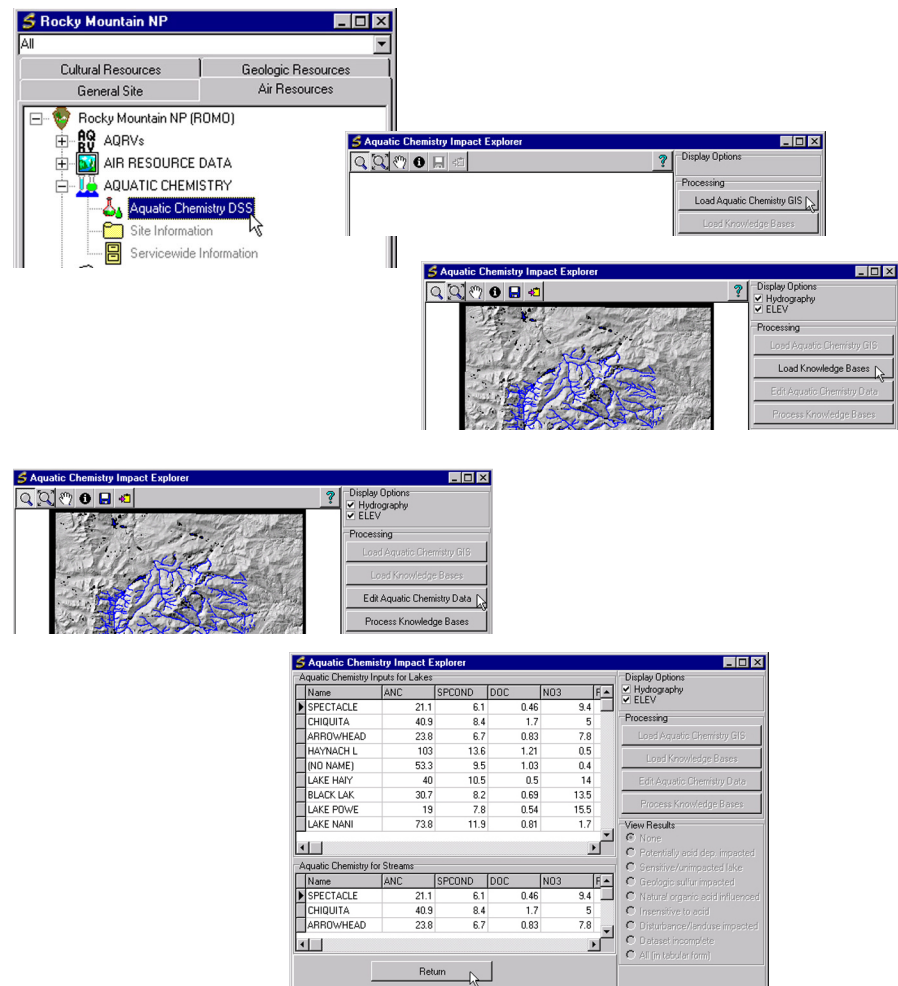 Rocky Mountain NP
All
Cultural Resources
Geologic Resources
General Site
Air Resources
Rocky Mountain NP (ROMO)
AQ
RV
AQRVs
AIR RESOURCE DATA
AQUATIC CHEMISTRY
Aquatic Chemistry DSS
Site Information
Servicewide Information
Aquatic Chemistry Impact Explorer
?
Display Options
Processing
Load Aquatic Chemistry GIS
Load Knowledge Bases
Aquatic Chemistry Impact Explorer
?
Display Options
Hydrography
ELEV
Processing
Load Aquatic Chemistry GIS
Load Knowledge Bases
Edit Aquatic Chemistry Data
Process Knowledge Bases
Aquatic Chemistry Impact Explorer
?
Display Options
Hydrography
ELEV
Processing
Load Aquatic Chemistry GIS
Load Knowledge Bases
Edit Aquatic Chemistry Data
Process Knowledge Bases
Aquatic Chemistry Impact Explorer
Aquatic Chemistry Inputs for Lakes
Name ANC SPCOND DOC NO3 F
SPECTACLE 21.1 6.1 0.46 9.4
CHIQUITA 40.9 8.4 1.7 5
ARROWHEAD 23.8 6.7 0.83 7.8
HAYNACH L 103 13.6 1.21 0.5
(NO NAME) 53.3 9.5 1.03 0.4
LAKE HAIY 40 10.5 0.5 14
BLACK LAK 30.7 8.2 0.69 13.5
LAKE POWE 19 7.8 0.54 15.5
LAKE NANI 73.8 11.9 0.81 1.7
Aquatic Chemistry for Streams
Name ANC SPCOND DOC NO3 F
SPECTACLE 21.1 6.1 0.46 9.4
CHIQUITA 40.9 8.4 1.7 5
ARROWHEAD 23.8 6.7 0.83 7.8
Return
Display Options
Hydrography
ELEV
Processing
Load Aquatic Chemistry GIS
Load Knowledge Bases
Edit Aquatic Chemistry Data
Process Knowledge Bases
View Results
None
Potentially acid dep. impacted
Sensitive/unimpacted lake
Geologic sulfur impacted
Natural organic acid influenced
Insensitive to acid
Disturbance/landuse impacted
Dataset incomplete
All (in tabular form)